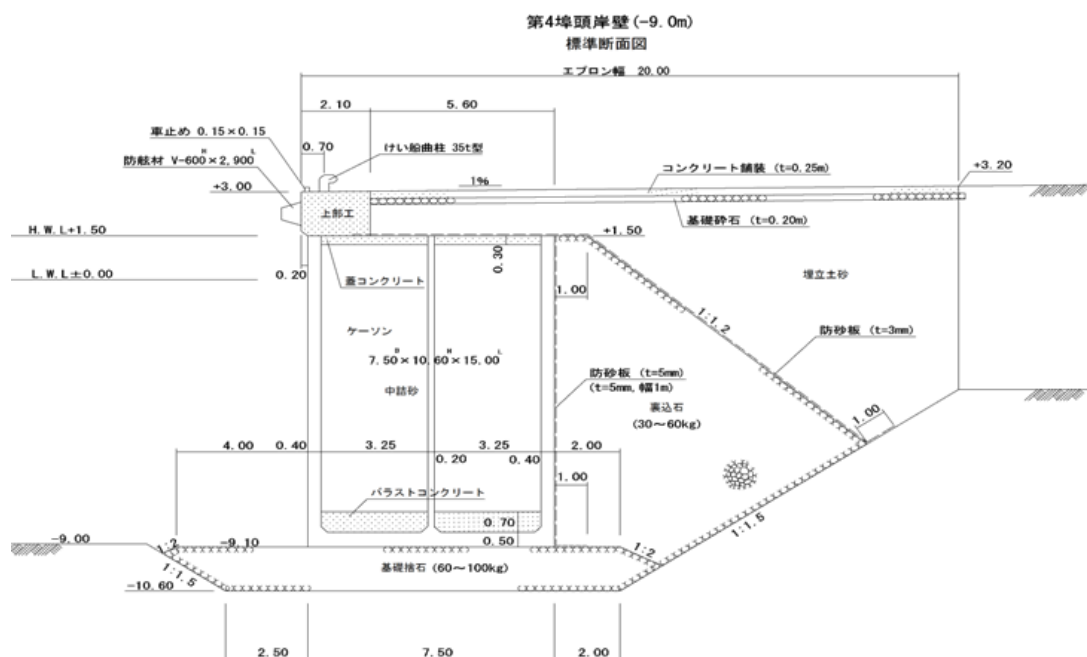 第4埠頭岸壁(-9.0m)
標準断面図
エプロン幅 20.00
2.10
5.60
車止め 0.15×0.15
0.70
けい船曲柱 35t型
防舷材 V-600H×2,900L
コンクリート舗装 (t=0.25m)
+3.20
+3.00
1%
上部工
基礎砕石 (t=0.20m)
H.W.L+1.50
+1.50
0.30
L.W.L±0.00
0.20
蓋コンクリート
1.00
埋立土砂
1:1.2
ケーソン
防砂板 (t=3mm)
7.50B×10.60H×15.00L
防砂板 (t=5mm)
(t=5mm,幅1m)
中詰砂
裏込石
(30~60kg)
1.00
4.00
0.40
3.25
3.25
2.00
0.20
0.40
1.00
バラストコンクリート
0.70
1:1.5
-9.00
-9.10
0.50
1:2
1:2
基礎捨石 (60~100kg)
1:1.5
-10.60
2.50
7.50
2.00